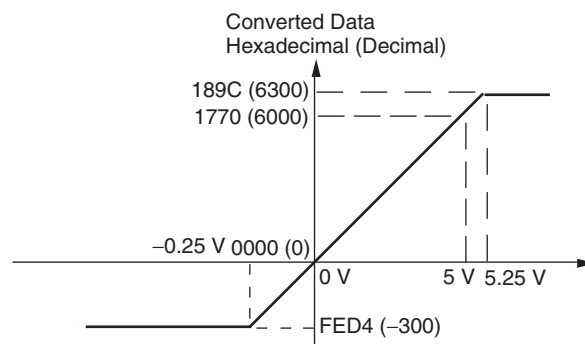 Converted Data
Hexadecimal (Decimal)
189C (6300)
1770 (6000)
−0.25 V 0000 (0)
0 V 5 V 5.25 V
FED4 (−300)